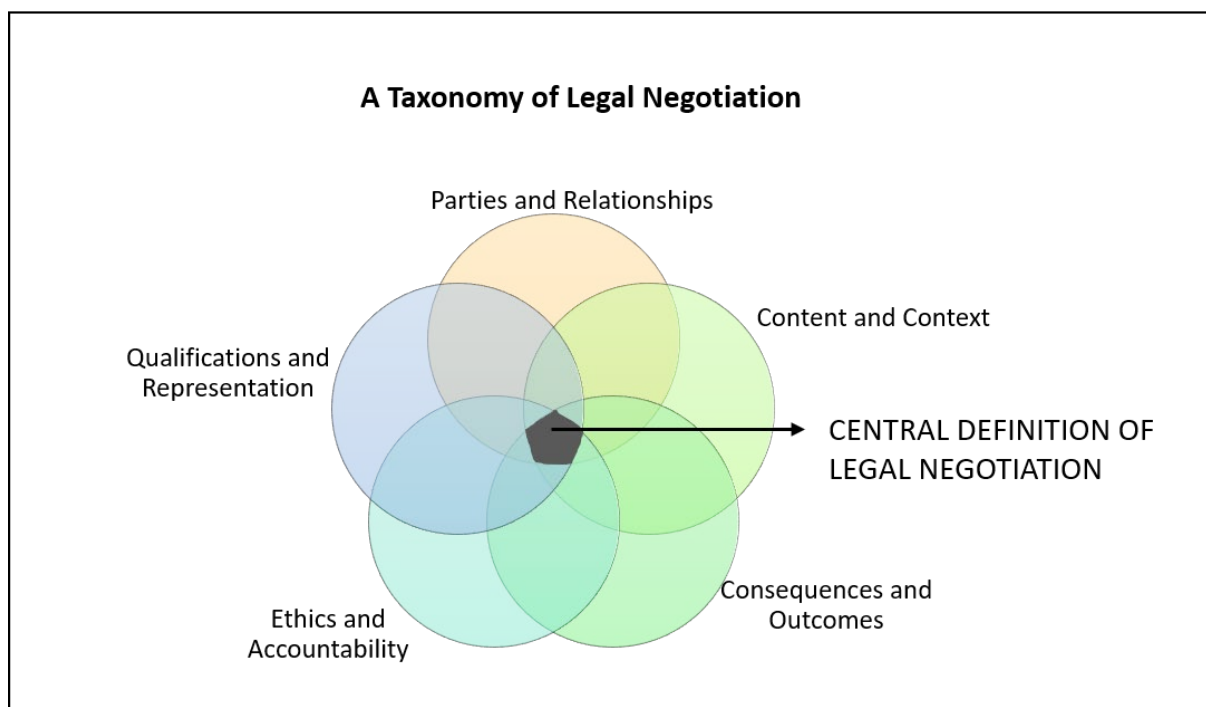 A Taxonomy of Legal Negotiation
Parties and Relationships
Content and Context
Qualifications and
Representation
CENTRAL DEFINITION OF
LEGAL NEGOTIATION
Consequences and
Outcomes
Ethics and
Accountability